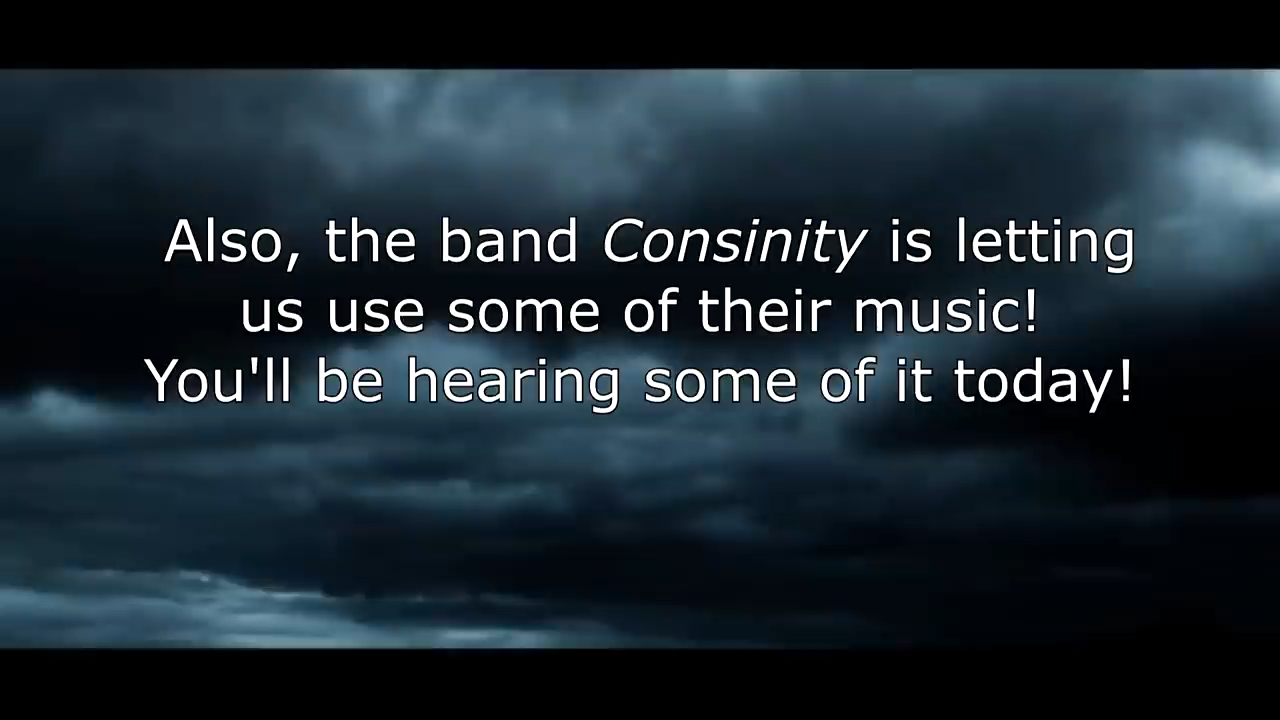 Also, the band Consinity is letting
us use some of their music!
You'll be hearing some of it today!